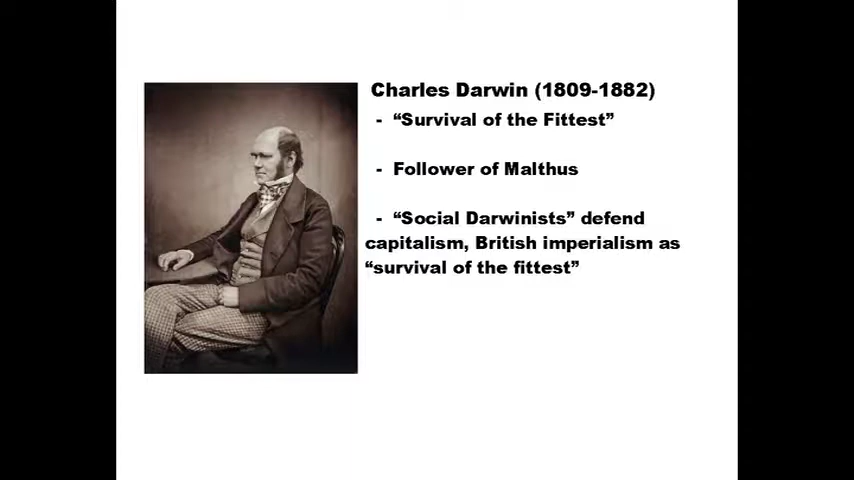 Charles Darwin (1809-1882)
- “Survival of the Fittest”
- Follower of Malthus
- “Social Darwinists” defend
capitalism, British imperialism as
“survival of the fittest”